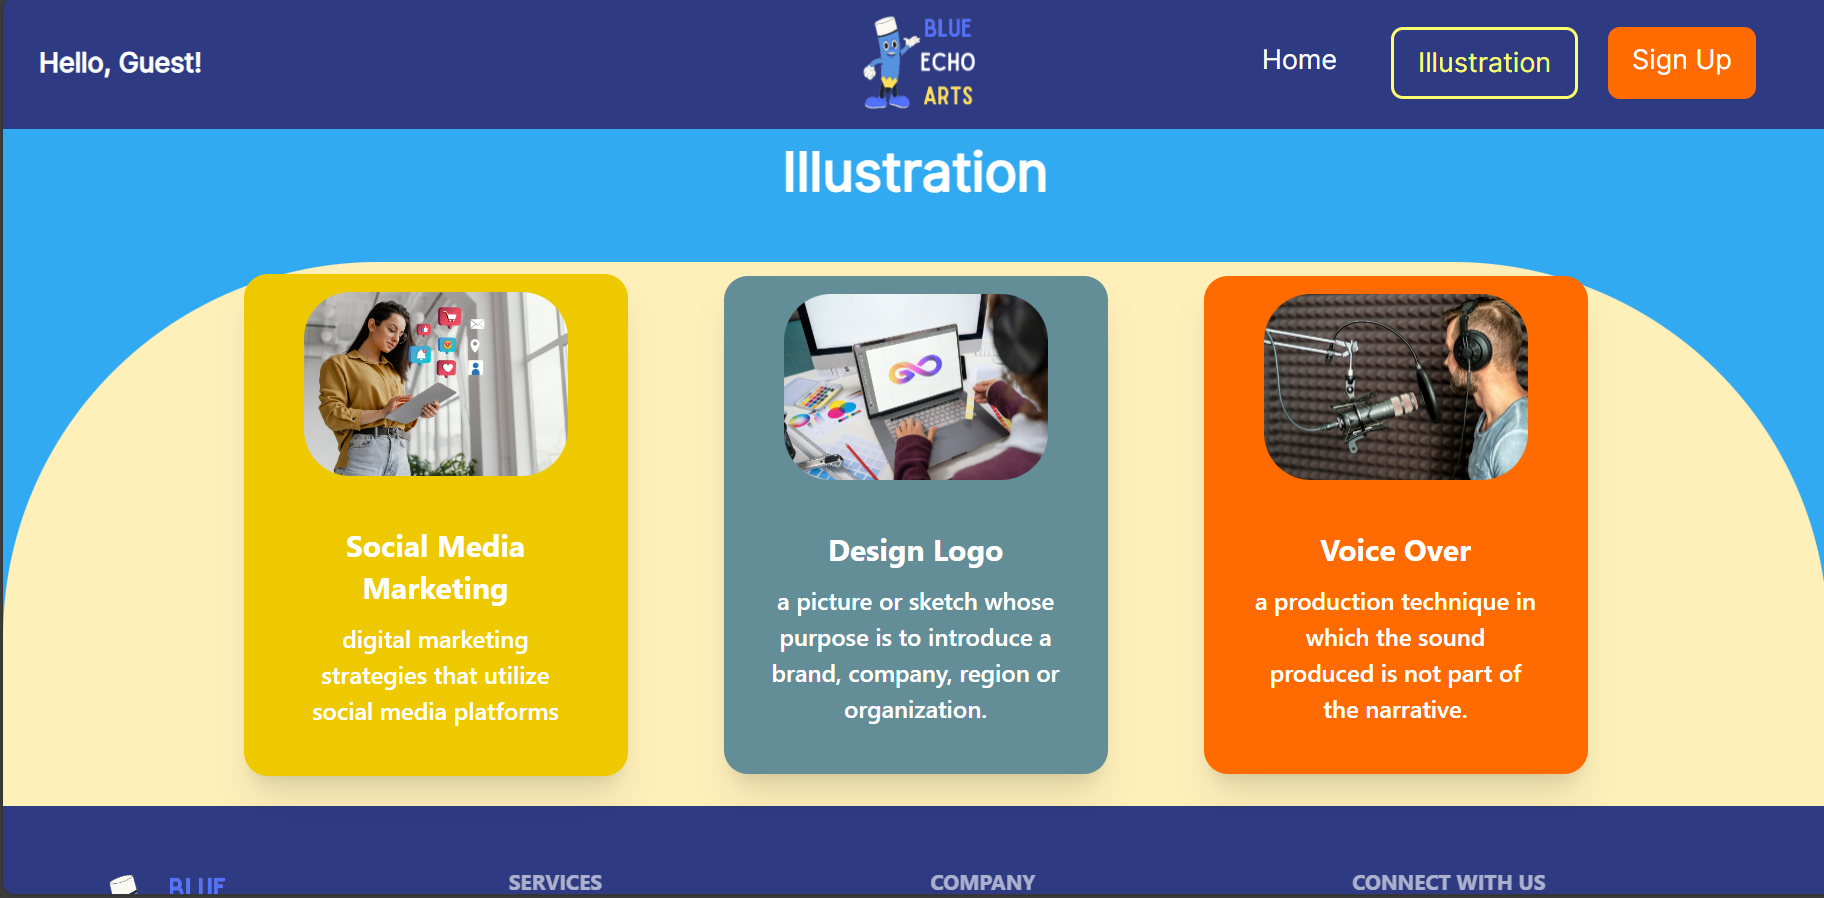 Hello, Guest!
BLUE
ECHO
ARTS
Home
Illustration
Sign Up
Illustration
Social Media
Marketing
digital marketing
strategies that utilize
social media platforms
Design Logo
a picture or sketch whose
purpose is to introduce a
brand, company, region or
organization.
Voice Over
a production technique in
which the sound
produced is not part of
the narrative.
BLUE
SERVICES
COMPANY
CONNECT WITH US